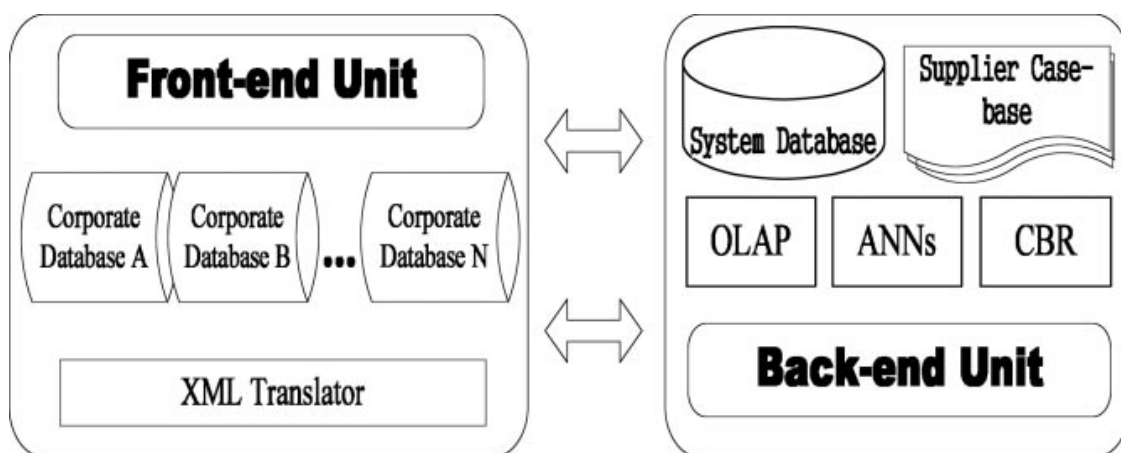 Front-end Unit
Corporate
Database A
Corporate
Database B
...
Corporate
Database N
XML Translator
System Database
Supplier Case-
base
OLAP
ANNs
CBR
Back-end Unit